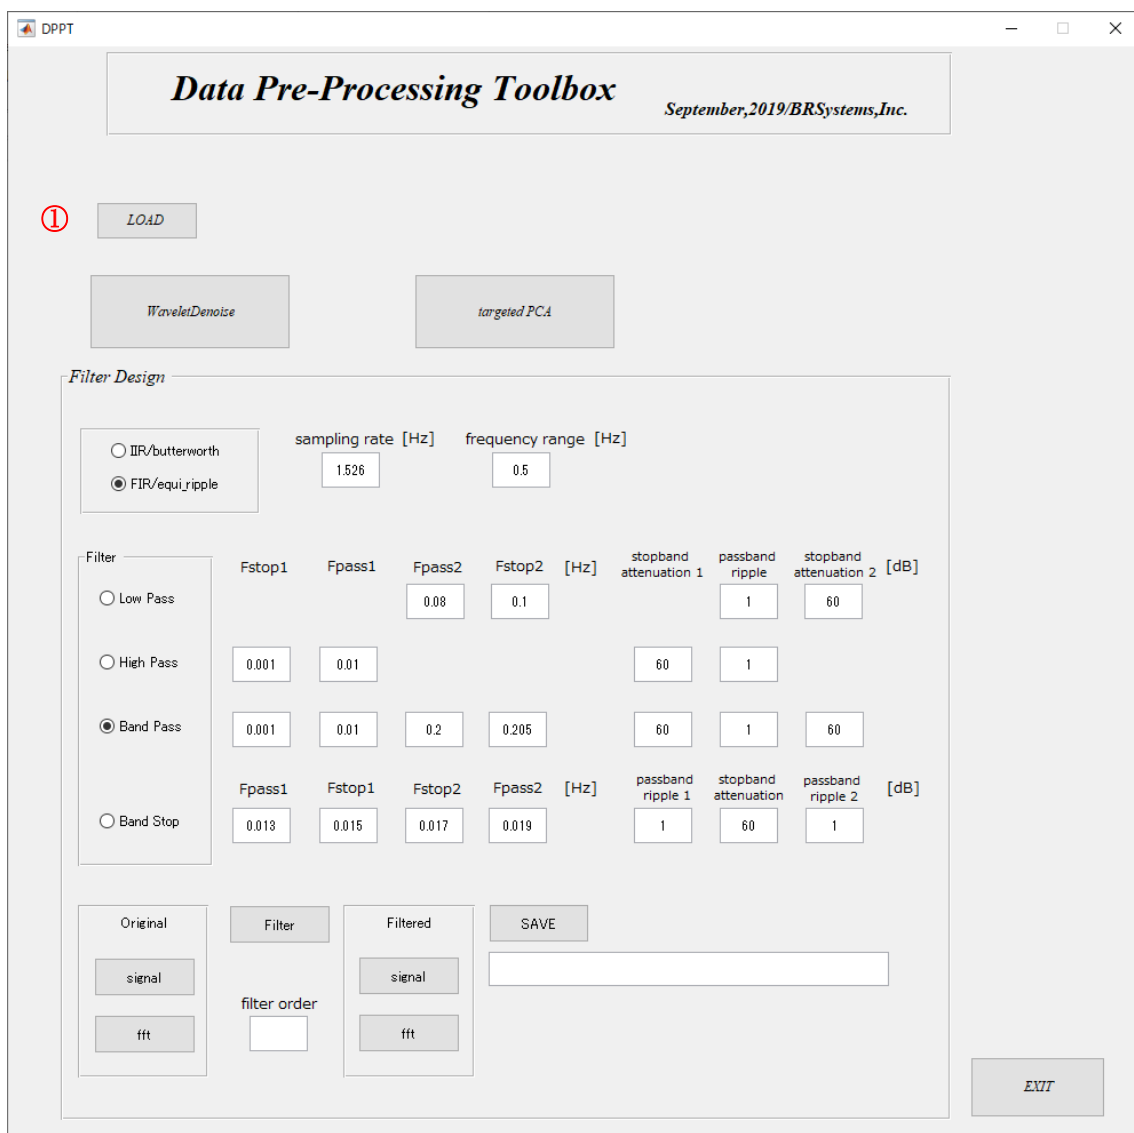 DPPT
Data Pre-Processing Toolbox
September,2019/BRSystems,Inc.
①
LOAD
WaveletDenoise
targeted PCA
Filter Design
IIR/butterworth
FIR/equi_ripple
sampling rate [Hz]
1.526
frequency range [Hz]
0.5
Filter
Fstop1 Fpass1 Fpass2 Fstop2 [Hz] stopband attenuation 1 passband ripple stopband attenuation 2 [dB]
Low Pass 0.08 0.1 1 60
High Pass 0.001 0.01 60 1
Band Pass 0.001 0.01 0.2 0.205 60 1 60
Fpass1 Fstop1 Fstop2 Fpass2 [Hz] passband ripple 1 stopband attenuation passband ripple 2 [dB]
Band Stop 0.013 0.015 0.017 0.019 1 60 1
Original
signal
fft
Filter
filter order
Filtered
signal
fft
SAVE
EXIT